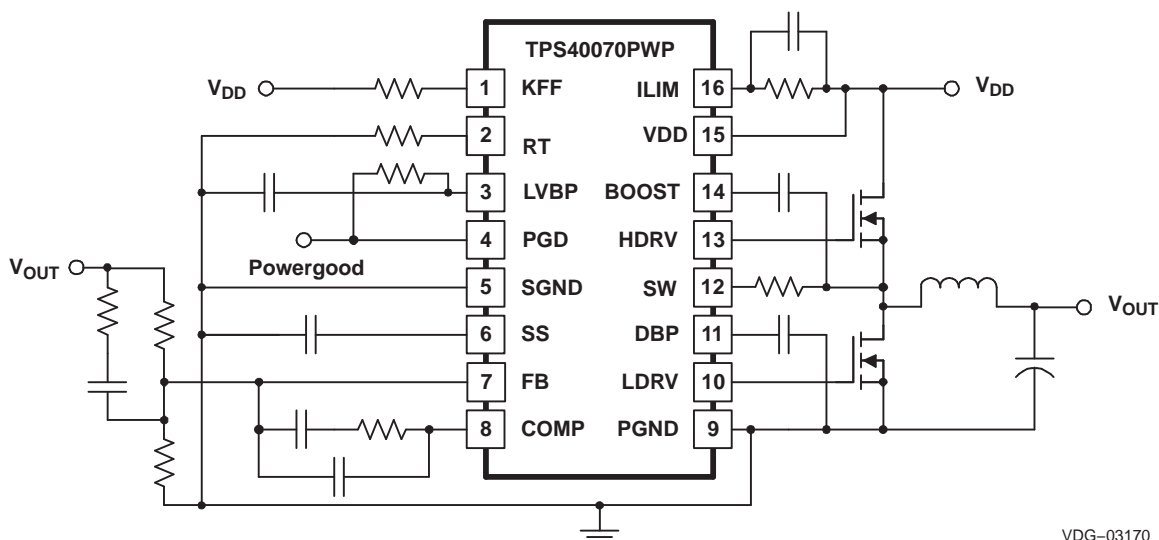 TPS40070PWP
VDD
1 KFF
ILIM 16
VDD
2 RT
VDD 15
3 LVBP
BOOST 14
4 PGD
HDRV 13
Powergood
VOUT
5 SGND
SW 12
VOUT
6 SS
DBP 11
7 FB
LDRV 10
8 COMP
PGND 9
VDG–03170